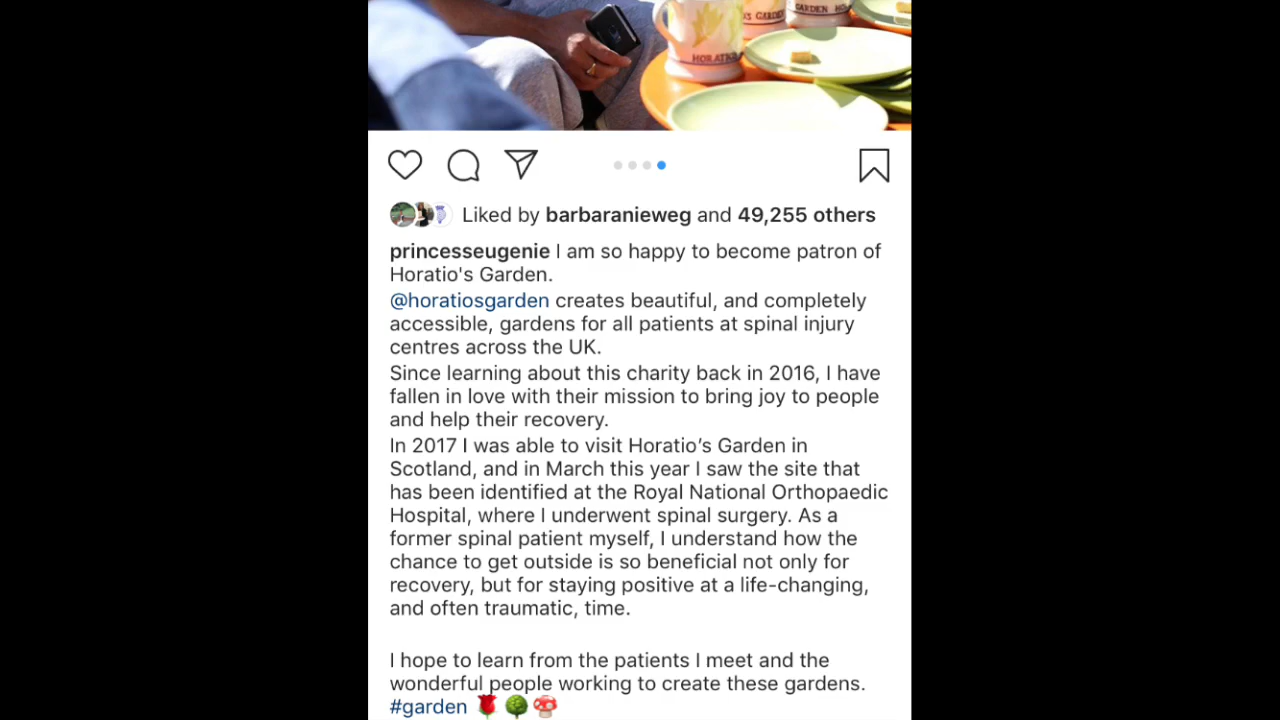 'S GARDEN
GARDEN
HORATIO
Liked by barbaranieweg and 49,255 others
princesseugenie I am so happy to become patron of
Horatio's Garden.
@horatiosgarden creates beautiful, and completely
accessible, gardens for all patients at spinal injury
centres across the UK.
Since learning about this charity back in 2016, I have
fallen in love with their mission to bring joy to people
and help their recovery.
In 2017 I was able to visit Horatio’s Garden in
Scotland, and in March this year I saw the site that
has been identified at the Royal National Orthopaedic
Hospital, where I underwent spinal surgery. As a
former spinal patient myself, I understand how the
chance to get outside is so beneficial not only for
recovery, but for staying positive at a life-changing,
and often traumatic, time.
I hope to learn from the patients I meet and the
wonderful people working to create these gardens.
#garden 🌹🌳🍄